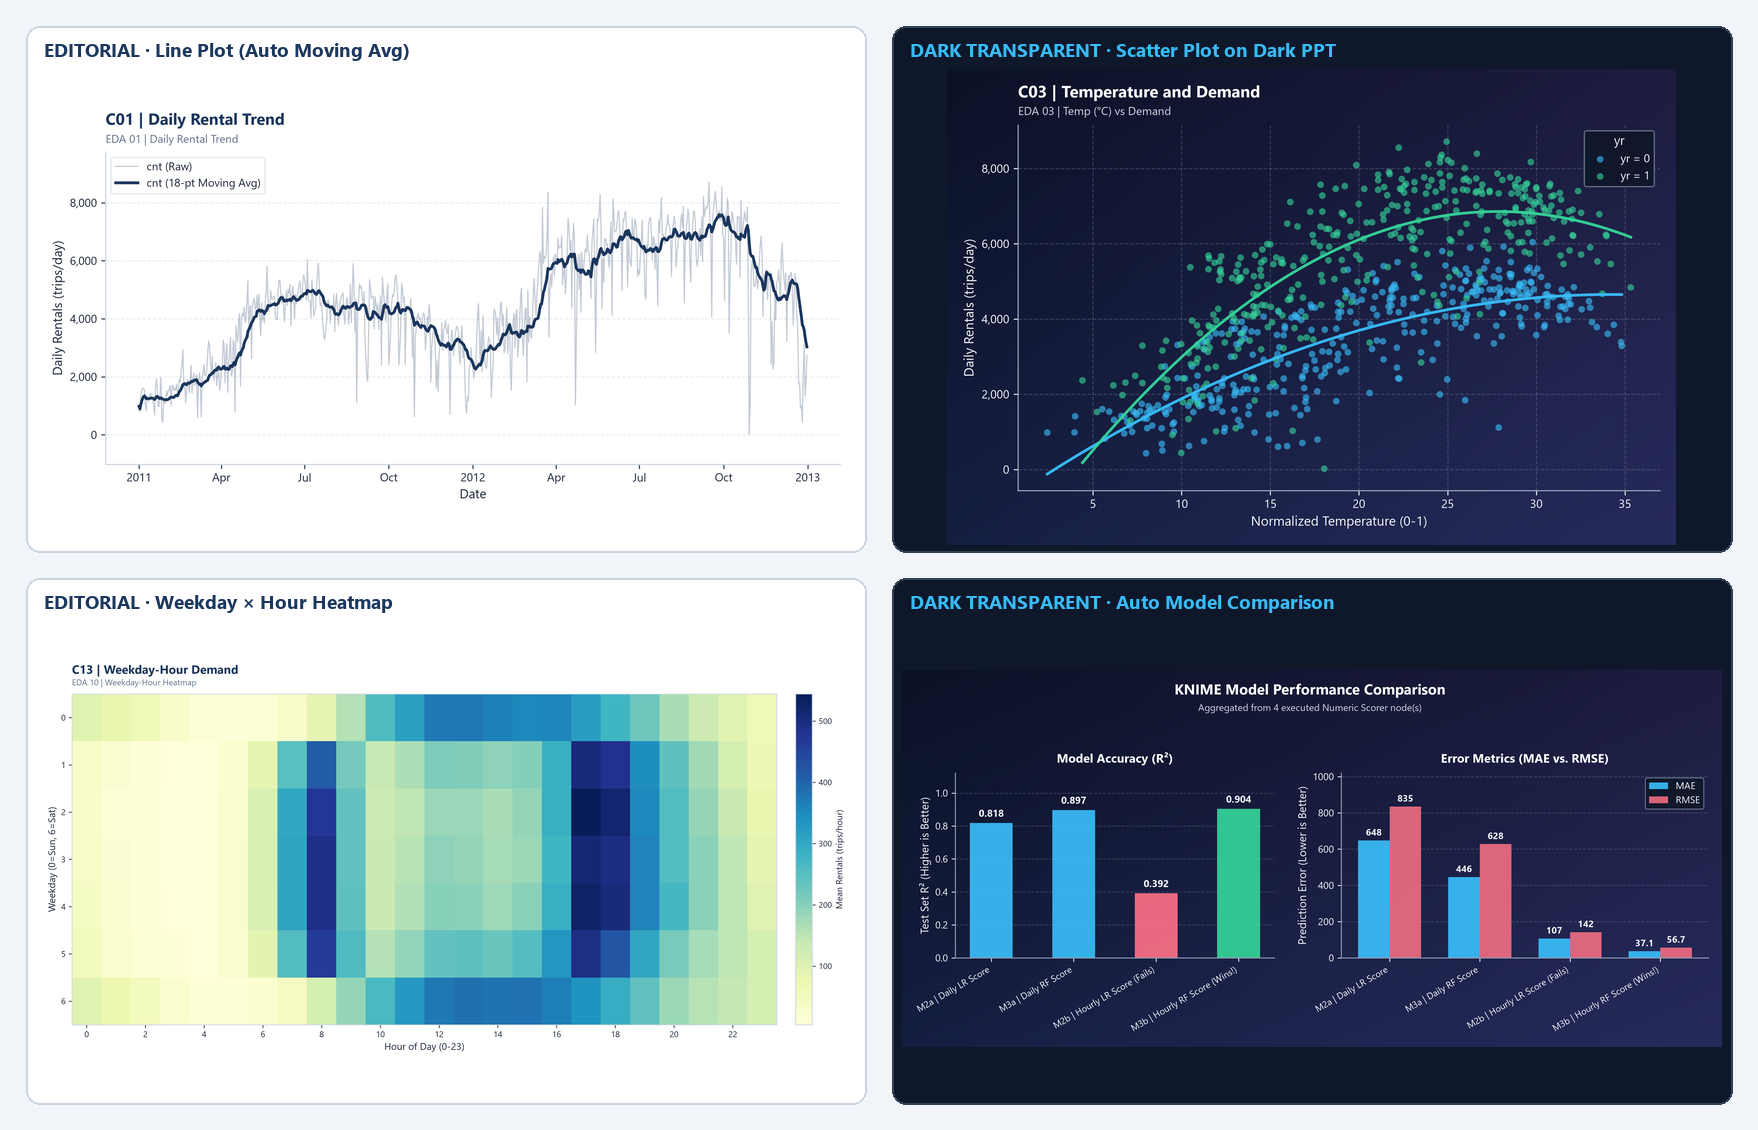 EDITORIAL · Line Plot (Auto Moving Avg)
C01 | Daily Rental Trend
EDA 01 | Daily Rental Trend
cnt (Raw)
cnt (18-pt Moving Avg)
Daily Rentals (trips/day)
8,000
6,000
4,000
2,000
0
2011 Apr Jul Oct 2012 Apr Jul Oct 2013
Date
DARK TRANSPARENT · Scatter Plot on Dark PPT
C03 | Temperature and Demand
EDA 03 | Temp (°C) vs Demand
yr
yr = 0
yr = 1
Daily Rentals (trips/day)
8,000
6,000
4,000
2,000
0
5 10 15 20 25 30 35
Normalized Temperature (0-1)
EDITORIAL · Weekday × Hour Heatmap
C13 | Weekday-Hour Demand
EDA 10 | Weekday-Hour Heatmap
Weekday (0=Sun, 6=Sat)
0
1
2
3
4
5
6
0 2 4 6 8 10 12 14 16 18 20 22
Hour of Day (0-23)
500
400
300
200
100
Mean Rentals (trips/hour)
DARK TRANSPARENT · Auto Model Comparison
KNIME Model Performance Comparison
Aggregated from 4 executed Numeric Scorer node(s)
Model Accuracy (R²)
Test Set R² (Higher is Better)
1.0
0.8
0.6
0.4
0.2
0.0
0.818
0.897
0.392
0.904
M2a | Daily LR Score
M3a | Daily RF Score
M2b | Hourly LR Score (Fails)
M3b | Hourly RF Score (Wins!)
Error Metrics (MAE vs. RMSE)
MAE
RMSE
Prediction Error (Lower is Better)
1000
800
600
400
200
0
648
835
446
628
107
142
37.1
56.7
M2a | Daily LR Score
M3a | Daily RF Score
M2b | Hourly LR Score (Fails)
M3b | Hourly RF Score (Wins!)